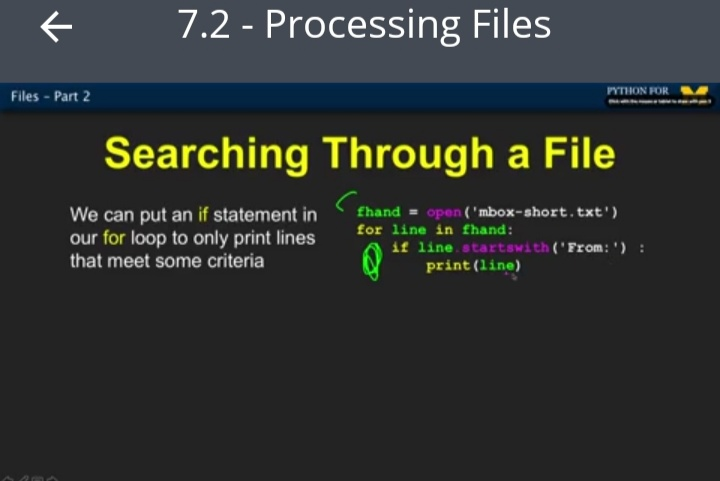 7.2 - Processing Files
Files - Part 2
PYTHON FOR
Searching Through a File
We can put an if statement in
our for loop to only print lines
that meet some criteria
fhand = open('mbox-short.txt')
for line in fhand:
if line.startswith('From:') :
print(line)